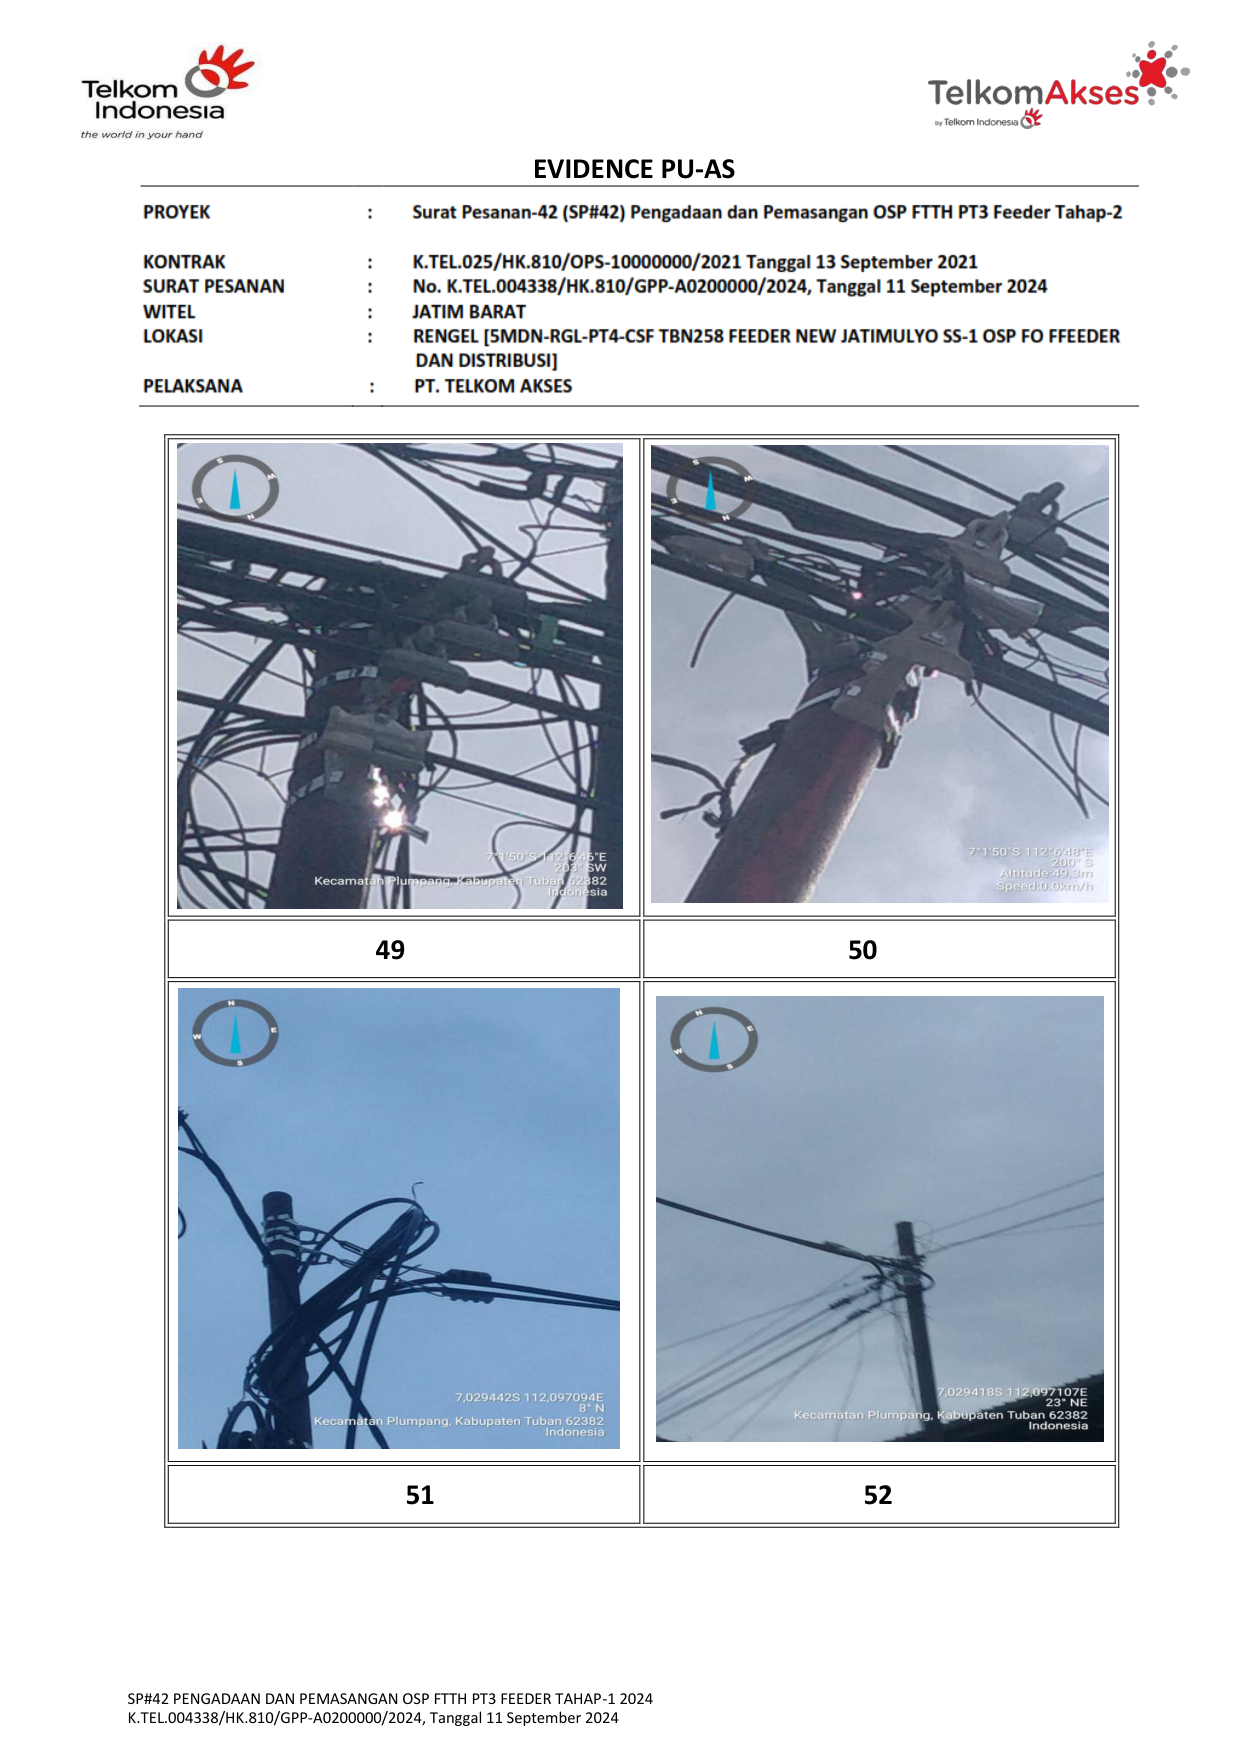 Telkom
Indonesia
the world in your hand
TelkomAkses
by Telkom Indonesia
EVIDENCE PU-AS
PROYEK : Surat Pesanan-42 (SP#42) Pengadaan dan Pemasangan OSP FTTH PT3 Feeder Tahap-2
KONTRAK : K.TEL.025/HK.810/OPS-10000000/2021 Tanggal 13 September 2021
SURAT PESANAN : No. K.TEL.004338/HK.810/GPP-A0200000/2024, Tanggal 11 September 2024
WITEL : JATIM BARAT
LOKASI : RENGEL [5MDN-RGL-PT4-CSF TBN258 FEEDER NEW JATIMULYO SS-1 OSP FO FFEEDER
DAN DISTRIBUSI]
PELAKSANA : PT. TELKOM AKSES
S
W
E
N
7°1'50"S 112°6'46"E
203° SW
Kecamatan Plumpang, Kabupaten Tuban 62382
Indonesia
S
W
E
N
7°1'50"S 112°6'48"E
200° S
Altitude:49.3m
Speed:0.0km/h
49
50
N
W
E
S
7,029442S 112,097094E
8° N
Kecamatan Plumpang, Kabupaten Tuban 62382
Indonesia
N
E
W
S
7,029418S 112,097107E
23° NE
Kecamatan Plumpang, Kabupaten Tuban 62382
Indonesia
51
52
SP#42 PENGADAAN DAN PEMASANGAN OSP FTTH PT3 FEEDER TAHAP-1 2024
K.TEL.004338/HK.810/GPP-A0200000/2024, Tanggal 11 September 2024